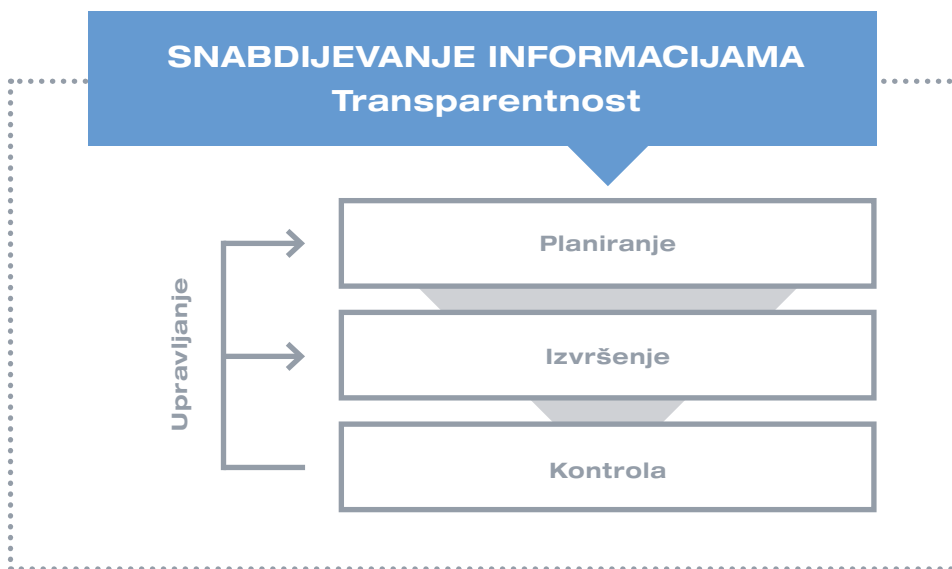 SNABDIJEVANJE INFORMACIJAMA
Transparentnost
Planiranje
Upravljanje
Izvršenje
Kontrola